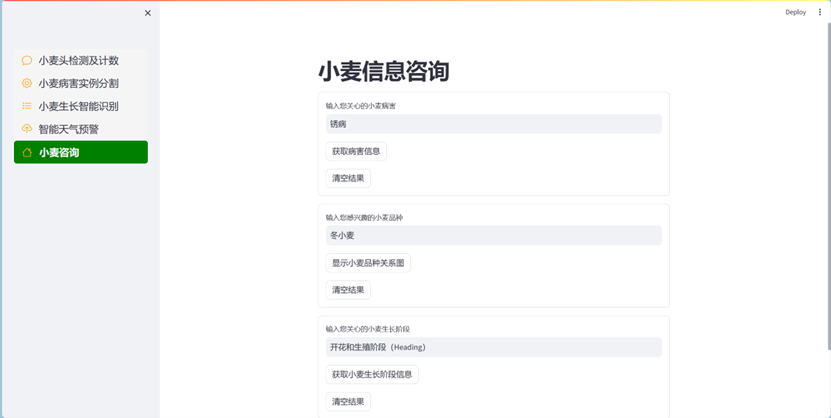 Deploy
小麦头检测及计数
小麦病害实例分割
小麦生长智能识别
智能天气预警
小麦咨询
小麦信息咨询
输入您关心的小麦病害
锈病
获取病害信息
清空结果
输入您感兴趣的小麦品种
冬小麦
显示小麦品种关系图
清空结果
输入您关心的小麦生长阶段
开花和生殖阶段（Heading）
获取小麦生长阶段信息
清空结果